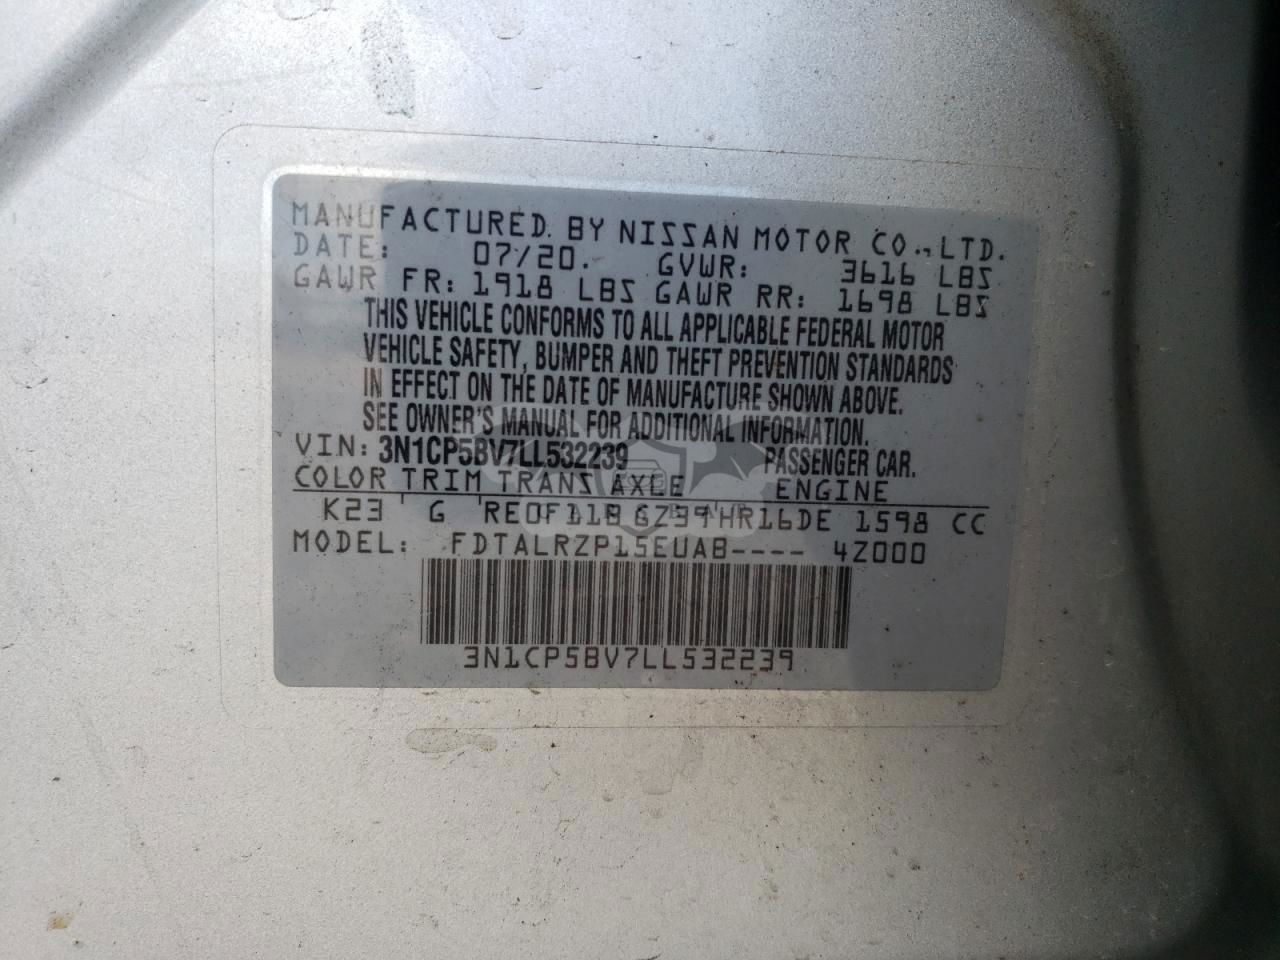 MANUFACTURED. BY NISSAN MOTOR CO., LTD.
DATE: 07/20. GVWR: 3616 LBS
GAWR FR: 1918 LBS GAWR RR: 1698 LBS
THIS VEHICLE CONFORMS TO ALL APPLICABLE FEDERAL MOTOR
VEHICLE SAFETY, BUMPER AND THEFT PREVENTION STANDARDS
IN EFFECT ON THE DATE OF MANUFACTURE SHOWN ABOVE.
SEE OWNER'S MANUAL FOR ADDITIONAL INFORMATION.
VIN: 3N1CP5BV7LL532239 PASSENGER CAR.
COLOR TRIM TRANS AXLE ENGINE
K23 G RE0F11B GZ39 HR16DE 1598 CC
MODEL: FDTALRZP15EUAB---- 4Z000
3N1CP5BV7LL532239